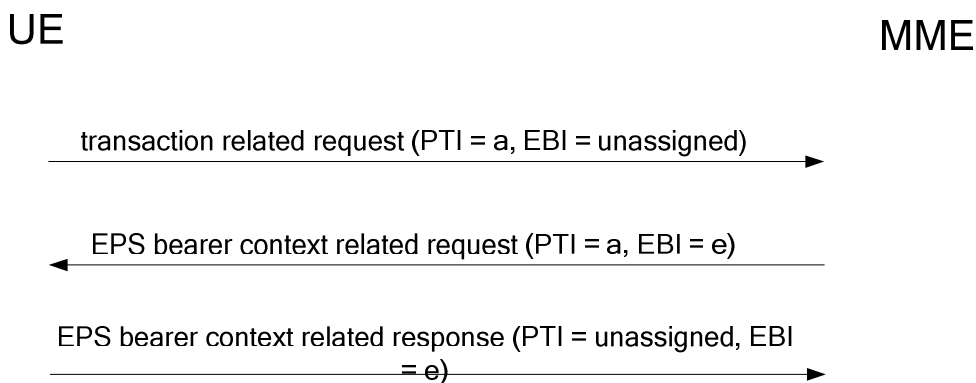 UE
MME
transaction related request (PTI = a, EBI = unassigned)
EPS bearer context related request (PTI = a, EBI = e)
EPS bearer context related response (PTI = unassigned, EBI
= e)